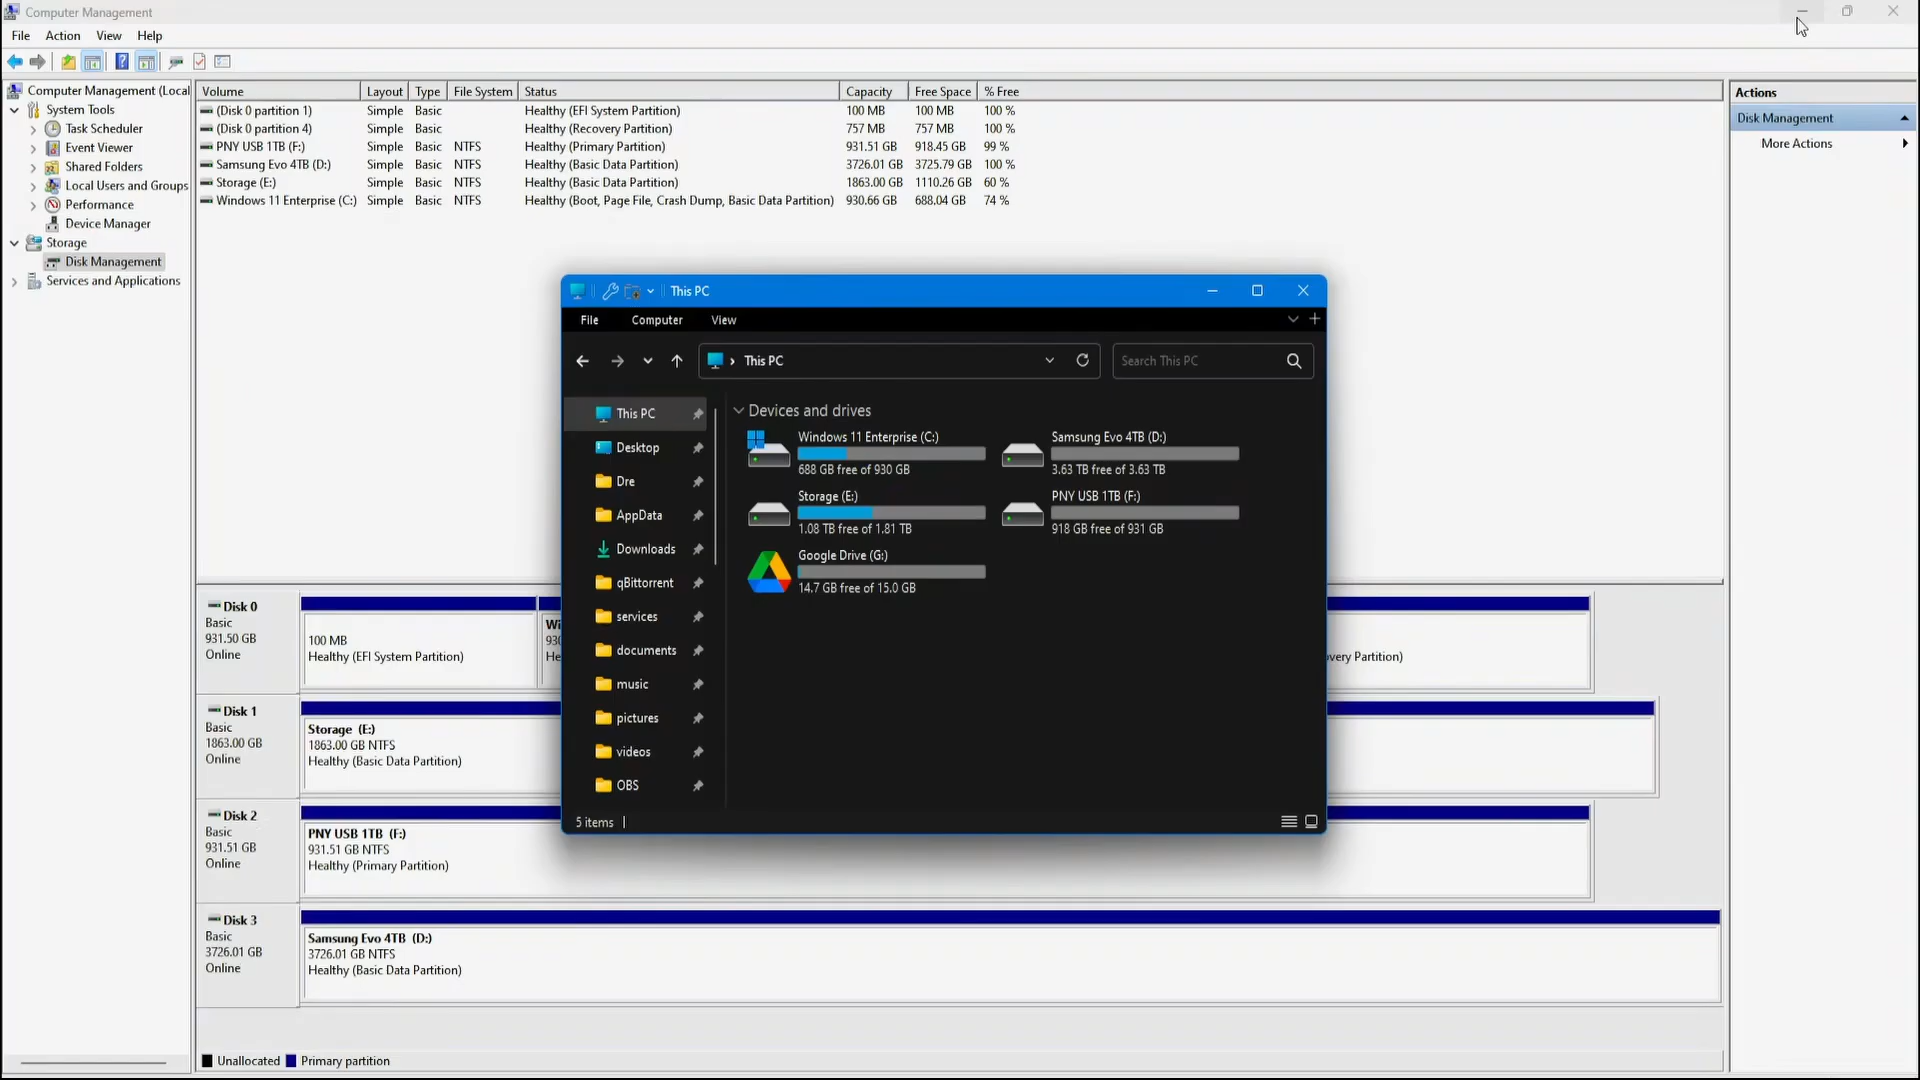 Computer Management
File Action View Help
Computer Management (Local
System Tools
Task Scheduler
Event Viewer
Shared Folders
Local Users and Groups
Performance
Device Manager
Storage
Disk Management
Services and Applications
Volume Layout Type File System Status Capacity Free Space % Free
(Disk 0 partition 1) Simple Basic Healthy (EFI System Partition) 100 MB 100 MB 100 %
(Disk 0 partition 4) Simple Basic Healthy (Recovery Partition) 757 MB 757 MB 100 %
PNY USB 1TB (F:) Simple Basic NTFS Healthy (Primary Partition) 931.51 GB 918.45 GB 99 %
Samsung Evo 4TB (D:) Simple Basic NTFS Healthy (Basic Data Partition) 3726.01 GB 3725.79 GB 100 %
Storage (E:) Simple Basic NTFS Healthy (Basic Data Partition) 1863.00 GB 1110.26 GB 60 %
Windows 11 Enterprise (C:) Simple Basic NTFS Healthy (Boot, Page File, Crash Dump, Basic Data Partition) 930.66 GB 688.04 GB 74 %
Actions
Disk Management
More Actions
This PC
File Computer View
This PC
Search This PC
This PC
Desktop
Dre
AppData
Downloads
qBittorrent
services
documents
music
pictures
videos
OBS
Devices and drives
Windows 11 Enterprise (C:)
688 GB free of 930 GB
Samsung Evo 4TB (D:)
3.63 TB free of 3.63 TB
Storage (E:)
1.08 TB free of 1.81 TB
PNY USB 1TB (F:)
918 GB free of 931 GB
Google Drive (G:)
14.7 GB free of 15.0 GB
5 items
Disk 0
Basic
931.50 GB
Online
100 MB
Healthy (EFI System Partition)
Wi
930
He
very Partition)
Disk 1
Basic
1863.00 GB
Online
Storage (E:)
1863.00 GB NTFS
Healthy (Basic Data Partition)
Disk 2
Basic
931.51 GB
Online
PNY USB 1TB (F:)
931.51 GB NTFS
Healthy (Primary Partition)
Disk 3
Basic
3726.01 GB
Online
Samsung Evo 4TB (D:)
3726.01 GB NTFS
Healthy (Basic Data Partition)
Unallocated Primary partition